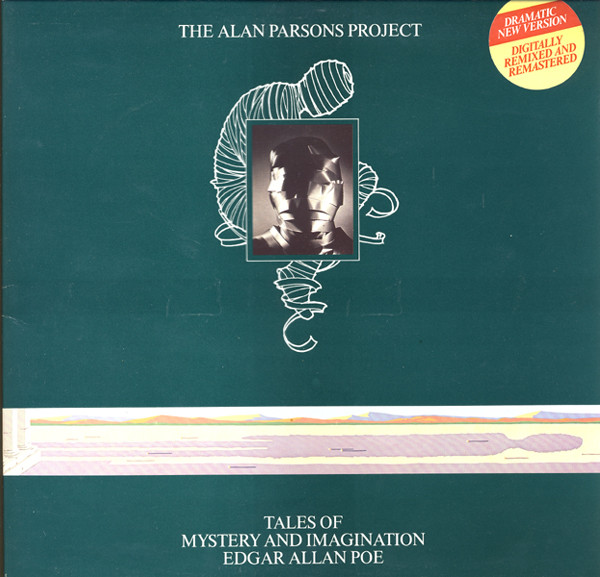 THE ALAN PARSONS PROJECT
DRAMATIC
NEW VERSION
DIGITALLY
REMIXED AND
REMASTERED
TALES OF
MYSTERY AND IMAGINATION
EDGAR ALLAN POE